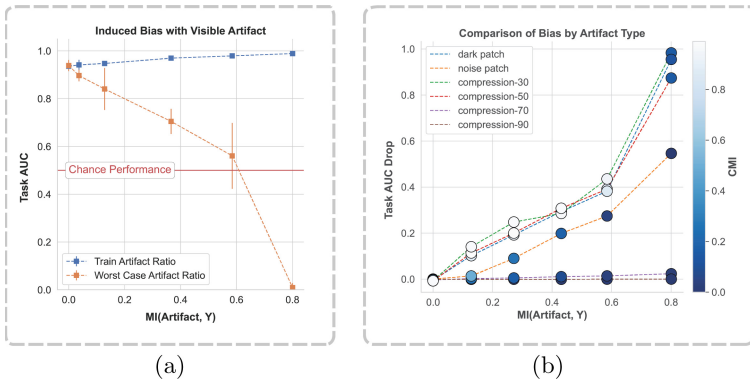 Induced Bias with Visible Artifact
1.0
0.8
0.6
0.4
0.2
0.0
Task AUC
Chance Performance
Train Artifact Ratio
Worst Case Artifact Ratio
0.0 0.2 0.4 0.6 0.8
MI(Artifact, Y)
(a)
Comparison of Bias by Artifact Type
1.0
0.8
0.6
0.4
0.2
0.0
Task AUC Drop
dark patch
noise patch
compression-30
compression-50
compression-70
compression-90
0.0 0.2 0.4 0.6 0.8
MI(Artifact, Y)
0.8
0.6
0.4
0.2
0.0
CMI
(b)